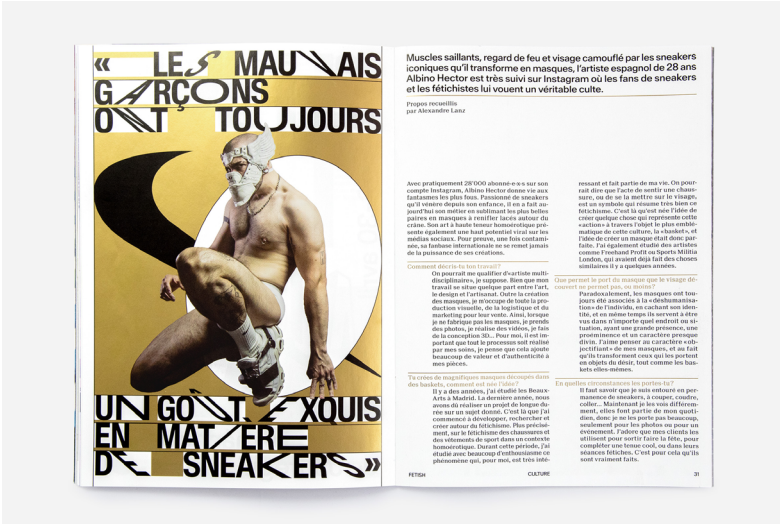 « LES MAUVAIS
GARÇONS
ONT TOUJOURS
UN GOÛT EXQUIS
EN MATIÈRE
DE SNEAKERS »
Muscles saillants, regard de feu et visage camouflé par les sneakers
iconiques qu'il transforme en masques, l'artiste espagnol de 28 ans
Albino Hector est très suivi sur Instagram où les fans de sneakers
et les fétichistes lui vouent un véritable culte.
Propos recueillis
par Alexandre Lanz
Avec pratiquement 28'000 abonné·e·x·s sur son
compte Instagram, Albino Hector donne vie aux
fantasmes les plus fous. Passionné de sneakers
qu'il vénère depuis son enfance, il en a fait au-
jourd'hui son métier en sublimant les plus belles
paires en masques à renifler lacés autour du
crâne. Son art à haute teneur homoérotique pré-
sente également une haut potentiel viral sur les
médias sociaux. Pour preuve, une fois contami-
née, sa fanbase internationale ne se remet jamais
de la puissance de ses créations.
Comment décris-tu ton travail?
On pourrait me qualifier d'«artiste multi-
disciplinaire», je suppose. Bien que mon
travail se situe quelque part entre l'art,
le design et l'artisanat. Outre la création
des masques, je m'occupe de toute la pro-
duction visuelle, de la logistique et du
marketing pour leur vente. Ainsi, lorsque
je ne fabrique pas les masques, je prends
des photos, je réalise des vidéos, je fais
de la conception 3D... Pour moi, il est im-
portant que tout le processus soit réalisé
par mes soins, je pense que cela ajoute
beaucoup de valeur et d'authenticité à
mes pièces.
Tu crées de magnifiques masques découpés dans
des baskets, comment est née l'idée?
Il y a des années, j'ai étudié les Beaux-
Arts à Madrid. La dernière année, nous
avons dû réaliser un projet de longue du-
rée sur un sujet donné. C'est là que j'ai
commencé à développer, rechercher et
créer autour du fétichisme. Plus précisé-
ment, sur le fétichisme des chaussures et
des vêtements de sport dans un contexte
homoérotique. Durant cette période, j'ai
étudié avec beaucoup d'enthousiasme ce
phénomène qui, pour moi, est très inté-
ressant et fait partie de ma vie. On pour-
rait dire que l'acte de sentir une chaus-
sure, ou de se la mettre sur le visage,
est un symbole qui résume très bien ce
fétichisme. C'est là qu'est née l'idée de
créer quelque chose qui représente cette
«action» à travers l'objet le plus emblé-
matique de cette culture, la «basket», et
l'idée de créer un masque était donc par-
faite. J'ai également étudié des artistes
comme Freehand Profit ou Sports Militia
London, qui avaient déjà fait des choses
similaires il y a quelques années.
Que permet le port du masque que le visage dé-
couvert ne permet pas, ou moins?
Paradoxalement, les masques ont tou-
jours été associés à la «déshumanisa-
tion» de l'individu, en cachant son iden-
tité, et en même temps ils servent à être
vus dans n'importe quel endroit ou si-
tuation, ayant une grande présence, une
proéminence et un caractère presque
divin. J'aime penser au caractère «ob-
jectifiant» de mes masques, et au fait
qu'ils transforment ceux qui les portent
en objets du désir, tout comme les bas-
kets elles-mêmes.
En quelles circonstances les portes-tu?
Il faut savoir que je suis entouré en per-
manence de sneakers, à couper, coudre,
coller... Maintenant je les vois différem-
ment, elles font partie de mon quoti-
dien, donc je ne les porte pas beaucoup,
seulement pour les photos ou pour un
événement. J'adore que mes clients les
utilisent pour sortir faire la fête, pour
compléter une tenue cool, ou dans leurs
séances fétiches. C'est pour cela qu'ils
sont vraiment faits.
FETISH
CULTURE
31